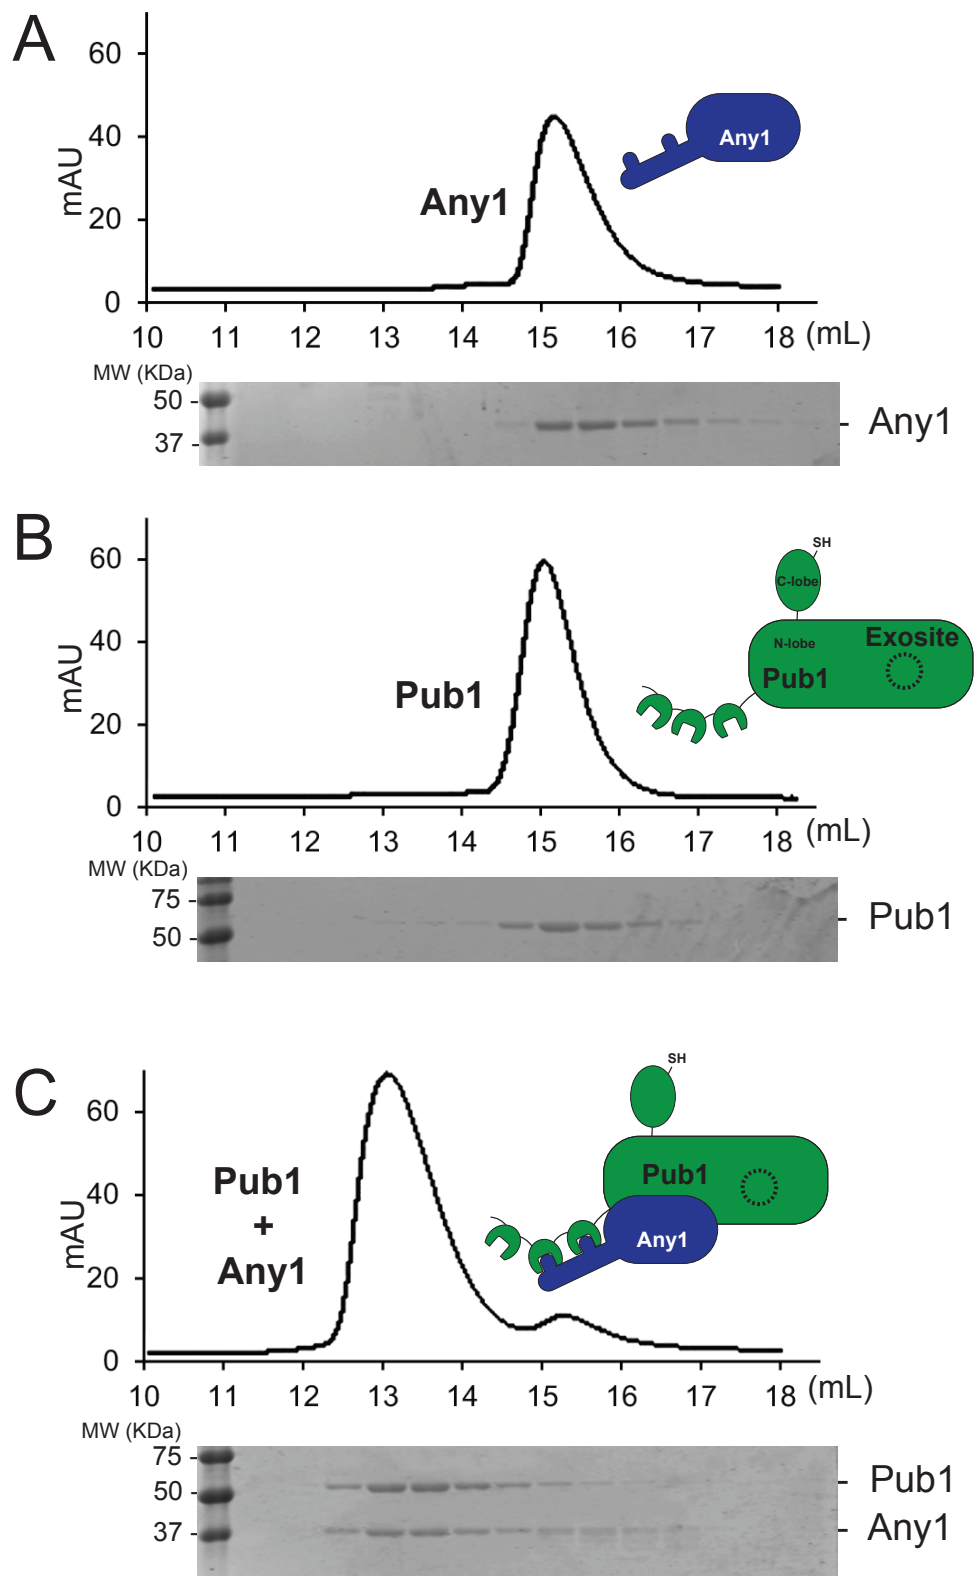 A
60
40
20
0
mAU
Any1
Any1
10 11 12 13 14 15 16 17 18 (mL)
MW (KDa)
50 -
37 -
- Any1
B
60
40
20
0
mAU
Pub1
SH
C-lobe
N-lobe
Exosite
Pub1
10 11 12 13 14 15 16 17 18 (mL)
MW (KDa)
75 -
50 -
- Pub1
C
60
40
20
0
mAU
Pub1
+
Any1
SH
Pub1
Any1
10 11 12 13 14 15 16 17 18 (mL)
MW (KDa)
75 -
50 -
37 -
- Pub1
- Any1